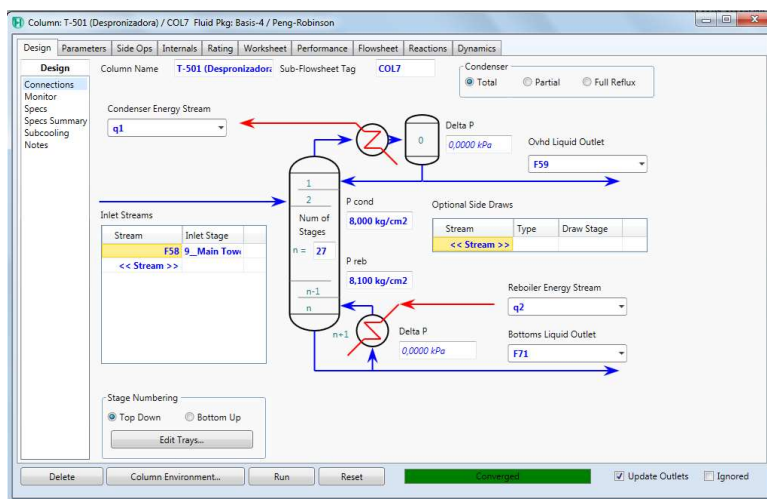 Column: T-501 (Despronizadora) / COL7 Fluid Pkg: Basis-4 / Peng-Robinson
Design Parameters Side Ops Internals Rating Worksheet Performance Flowsheet Reactions Dynamics
Design
Connections
Monitor
Specs
Specs Summary
Subcooling
Notes
Column Name T-501 (Despronizadora Sub-Flowsheet Tag COL7
Condenser
Total Partial Full Reflux
Condenser Energy Stream
q1
0
Delta P
0,0000 kPa
Ovhd Liquid Outlet
F59
1
2
Num of
Stages
n = 27
n-1
n
n+1
P cond
8,000 kg/cm2
P reb
8,100 kg/cm2
Optional Side Draws
Stream Type Draw Stage
<< Stream >>
Inlet Streams
Stream Inlet Stage
F58 9__Main Tow
<< Stream >>
Reboiler Energy Stream
q2
Delta P
0,0000 kPa
Bottoms Liquid Outlet
F71
Stage Numbering
Top Down Bottom Up
Edit Trays...
Delete Column Environment... Run Reset Converged Update Outlets Ignored